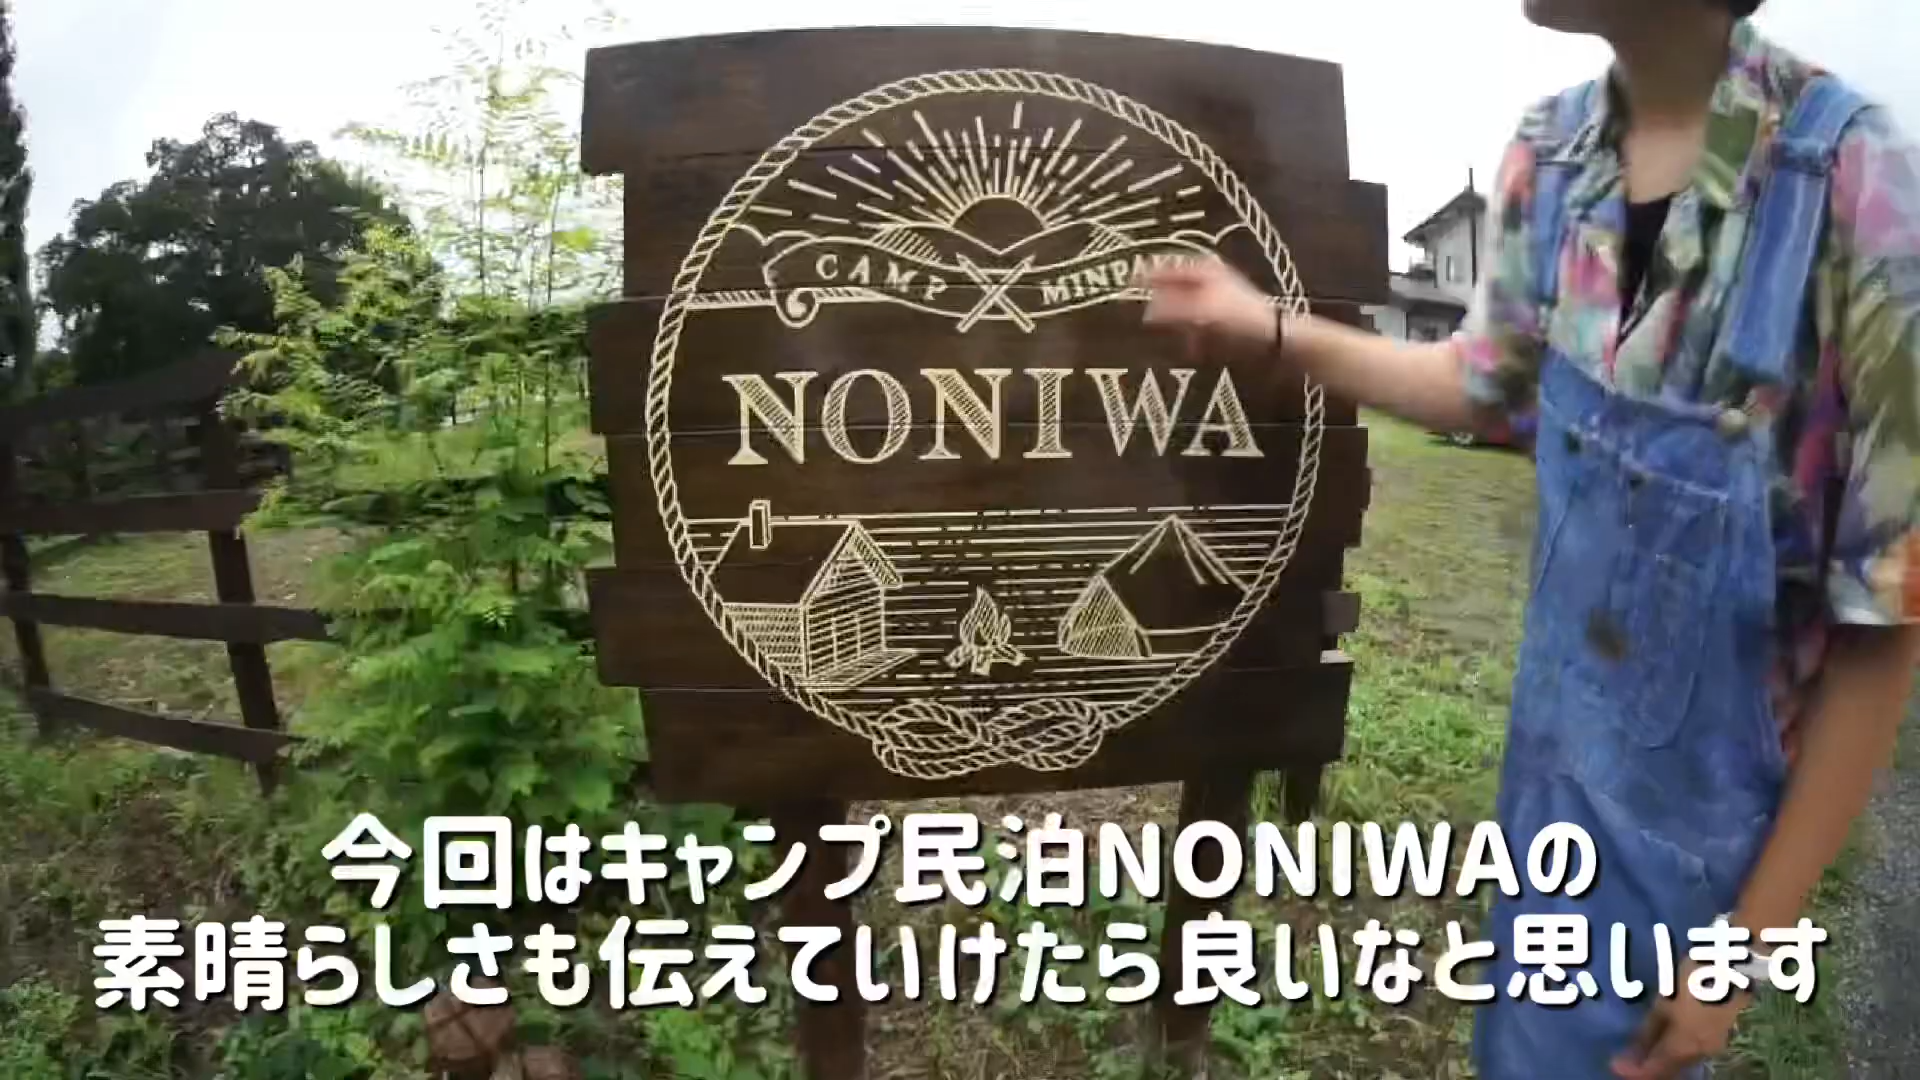 CAMP MINPAKU
NONIWA
今回はキャンプ民泊NONIWAの
素晴らしさも伝えていけたら良いなと思います